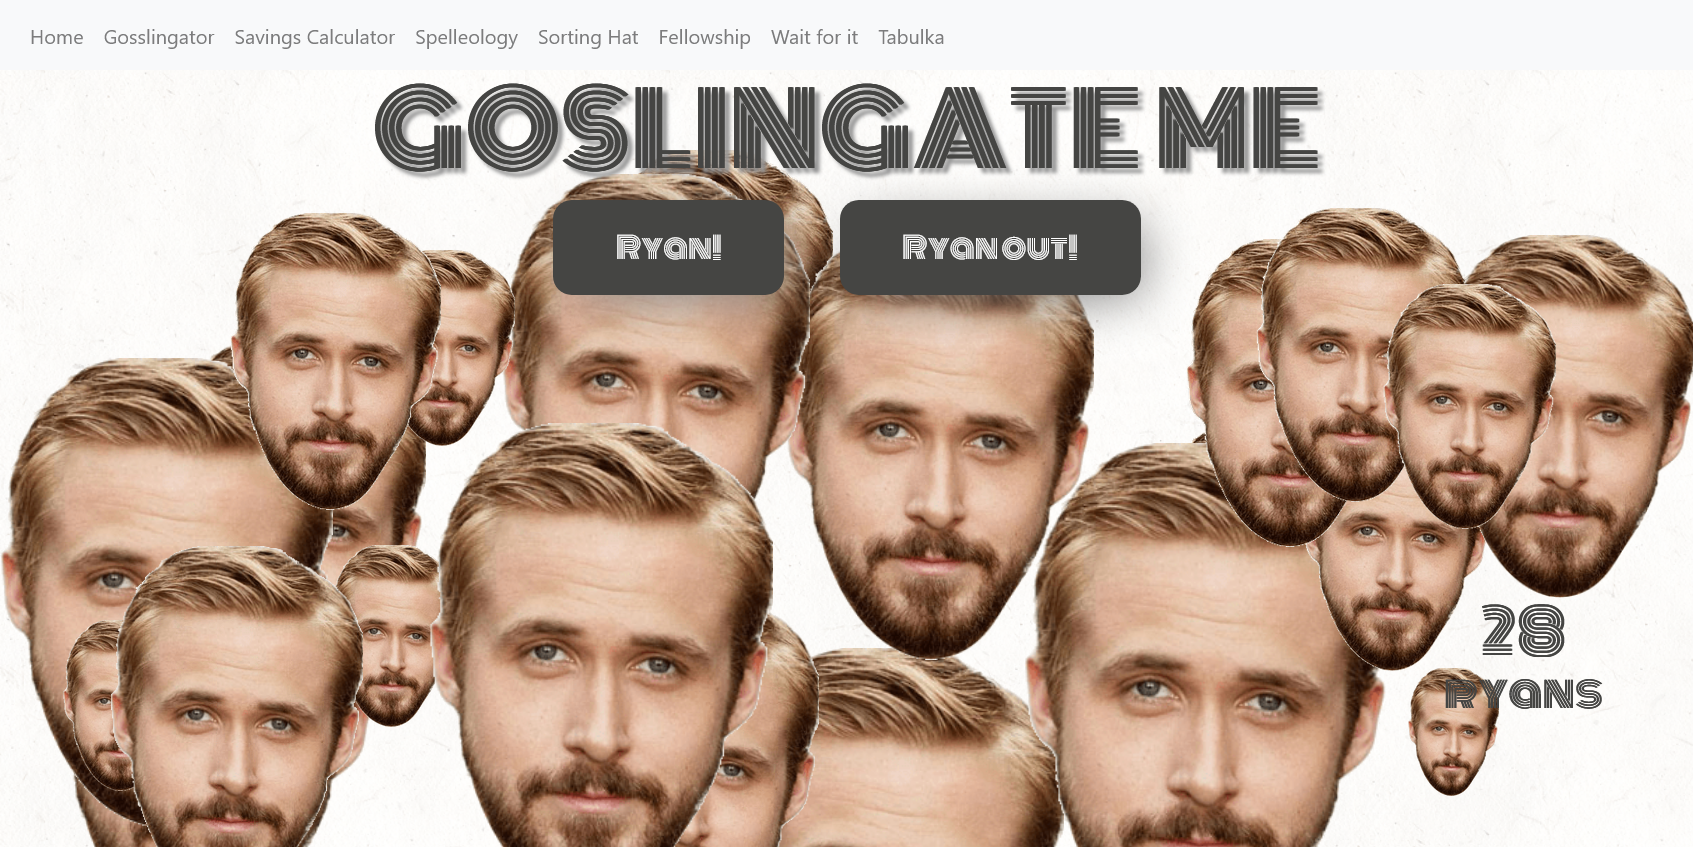 Home Gosslingator Savings Calculator Spelleology Sorting Hat Fellowship Wait for it Tabulka
GOSLINGATE ME
Ryan! Ryan out!
28
Ryans